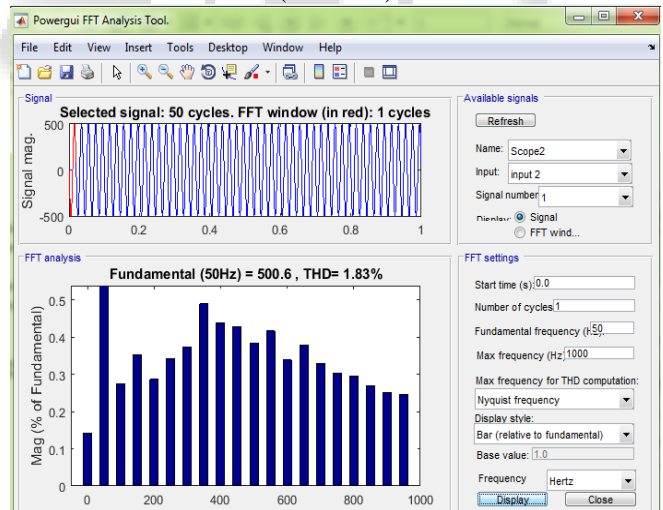 Powergui FFT Analysis Tool.
File Edit View Insert Tools Desktop Window Help
Signal
Selected signal: 50 cycles. FFT window (in red): 1 cycles
500
0
-500
Signal mag.
0 0.2 0.4 0.6 0.8 1
FFT analysis
Fundamental (50Hz) = 500.6 , THD= 1.83%
0.5
0.4
0.3
0.2
0.1
0
Mag (% of Fundamental)
0 200 400 600 800 1000
Available signals
Refresh
Name: Scope2
Input: input 2
Signal number 1
Display: Signal
FFT wind...
FFT settings
Start time (s): 0.0
Number of cycles 1
Fundamental frequency (Hz): 50
Max frequency (Hz) 1000
Max frequency for THD computation:
Nyquist frequency
Display style:
Bar (relative to fundamental)
Base value: 1.0
Frequency Hertz
Display Close